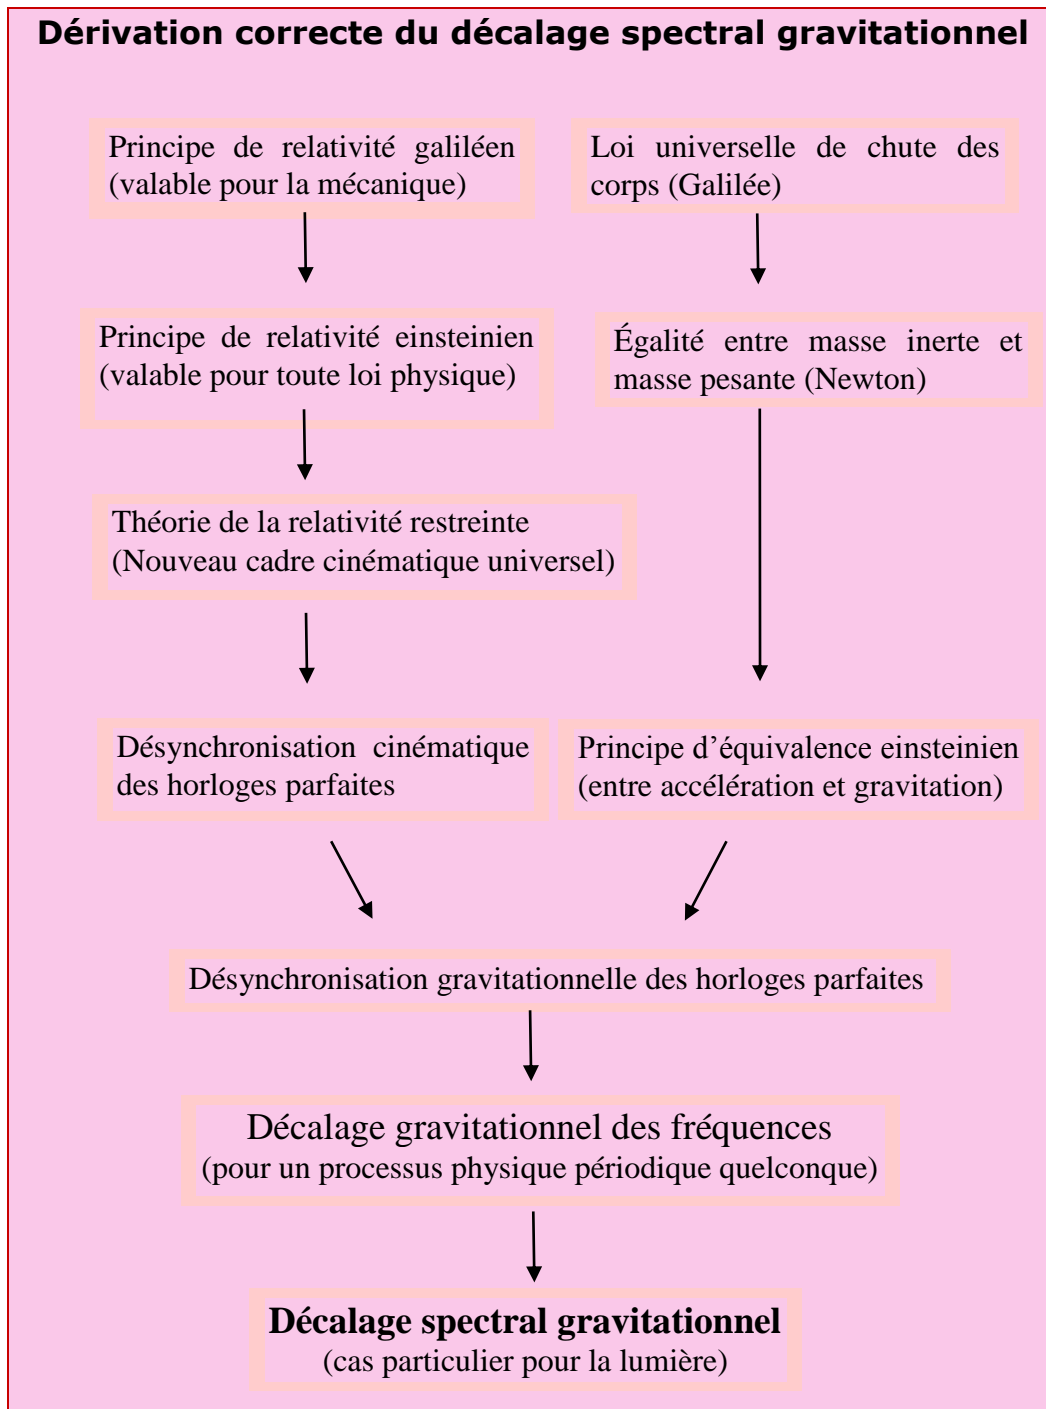 Dérivation correcte du décalage spectral gravitationnel
Principe de relativité galiléen
(valable pour la mécanique)
Loi universelle de chute des
corps (Galilée)
Principe de relativité einsteinien
(valable pour toute loi physique)
Égalité entre masse inerte et
masse pesante (Newton)
Théorie de la relativité restreinte
(Nouveau cadre cinématique universel)
Désynchronisation cinématique
des horloges parfaites
Principe d’équivalence einsteinien
(entre accélération et gravitation)
Désynchronisation gravitationnelle des horloges parfaites
Décalage gravitationnel des fréquences
(pour un processus physique périodique quelconque)
Décalage spectral gravitationnel
(cas particulier pour la lumière)